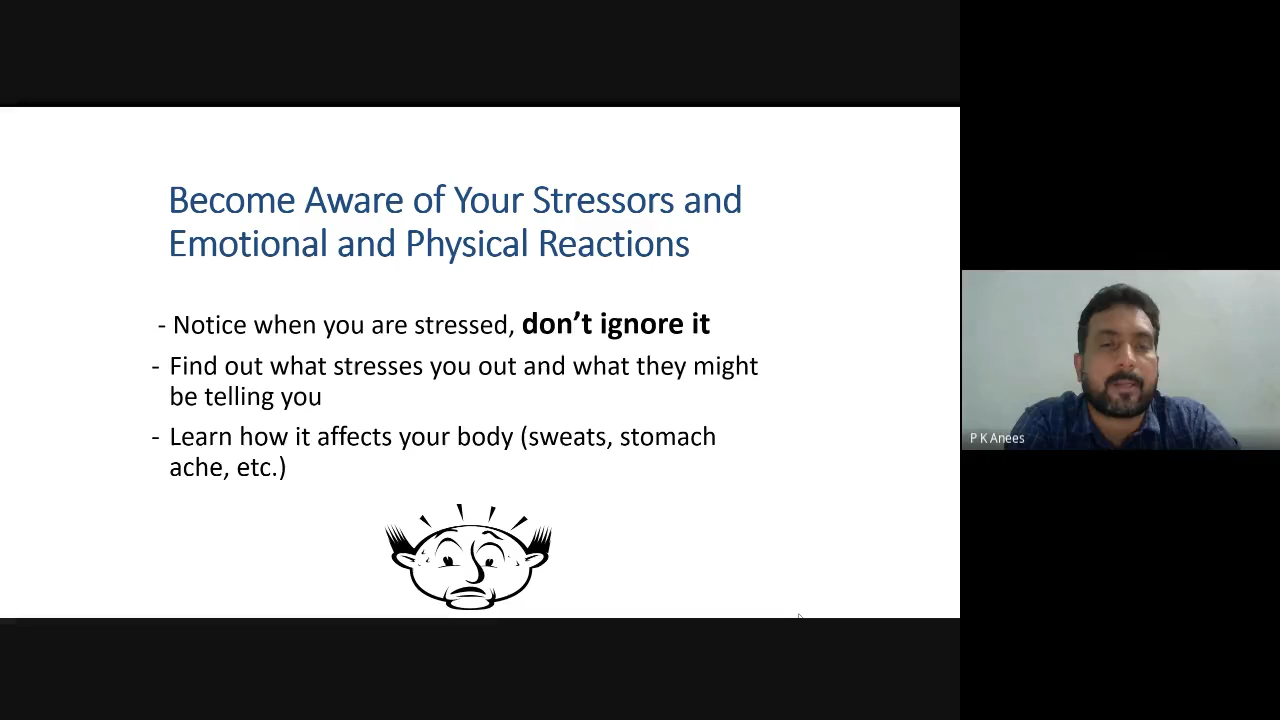 Become Aware of Your Stressors and
Emotional and Physical Reactions
- Notice when you are stressed, don’t ignore it
- Find out what stresses you out and what they might
be telling you
- Learn how it affects your body (sweats, stomach
ache, etc.)
P K Anees